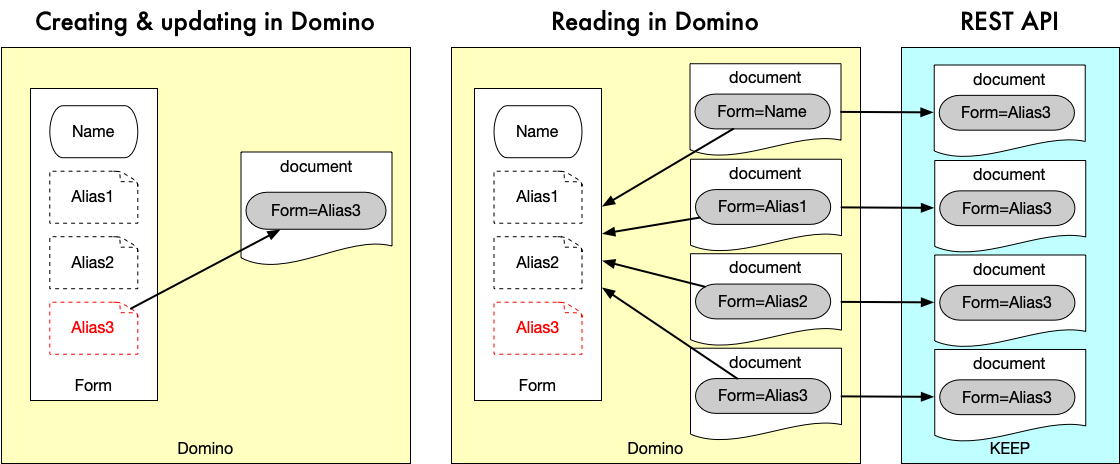 Creating & updating in Domino
Name
Alias1
Alias2
Alias3
Form
document
Form=Alias3
Domino
Reading in Domino
Name
Alias1
Alias2
Alias3
Form
document
Form=Name
document
Form=Alias1
document
Form=Alias2
document
Form=Alias3
Domino
REST API
document
Form=Alias3
document
Form=Alias3
document
Form=Alias3
document
Form=Alias3
KEEP